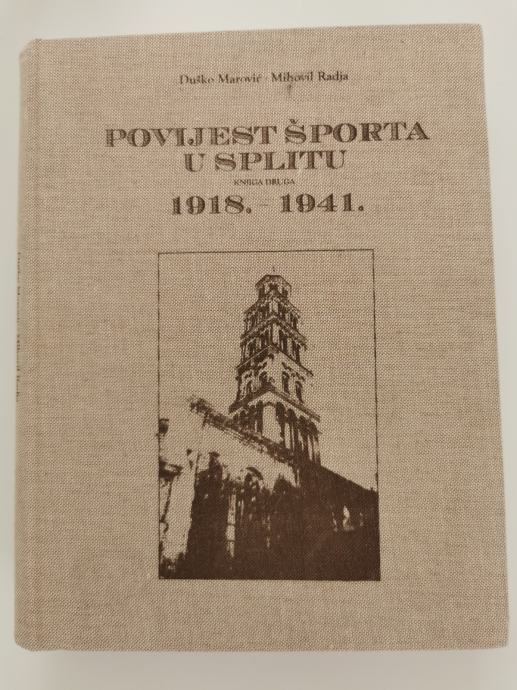 Duško Marović · Mihovil Radja
POVIJEST ŠPORTA
U SPLITU
KNJIGA DRUGA
1918. - 1941.